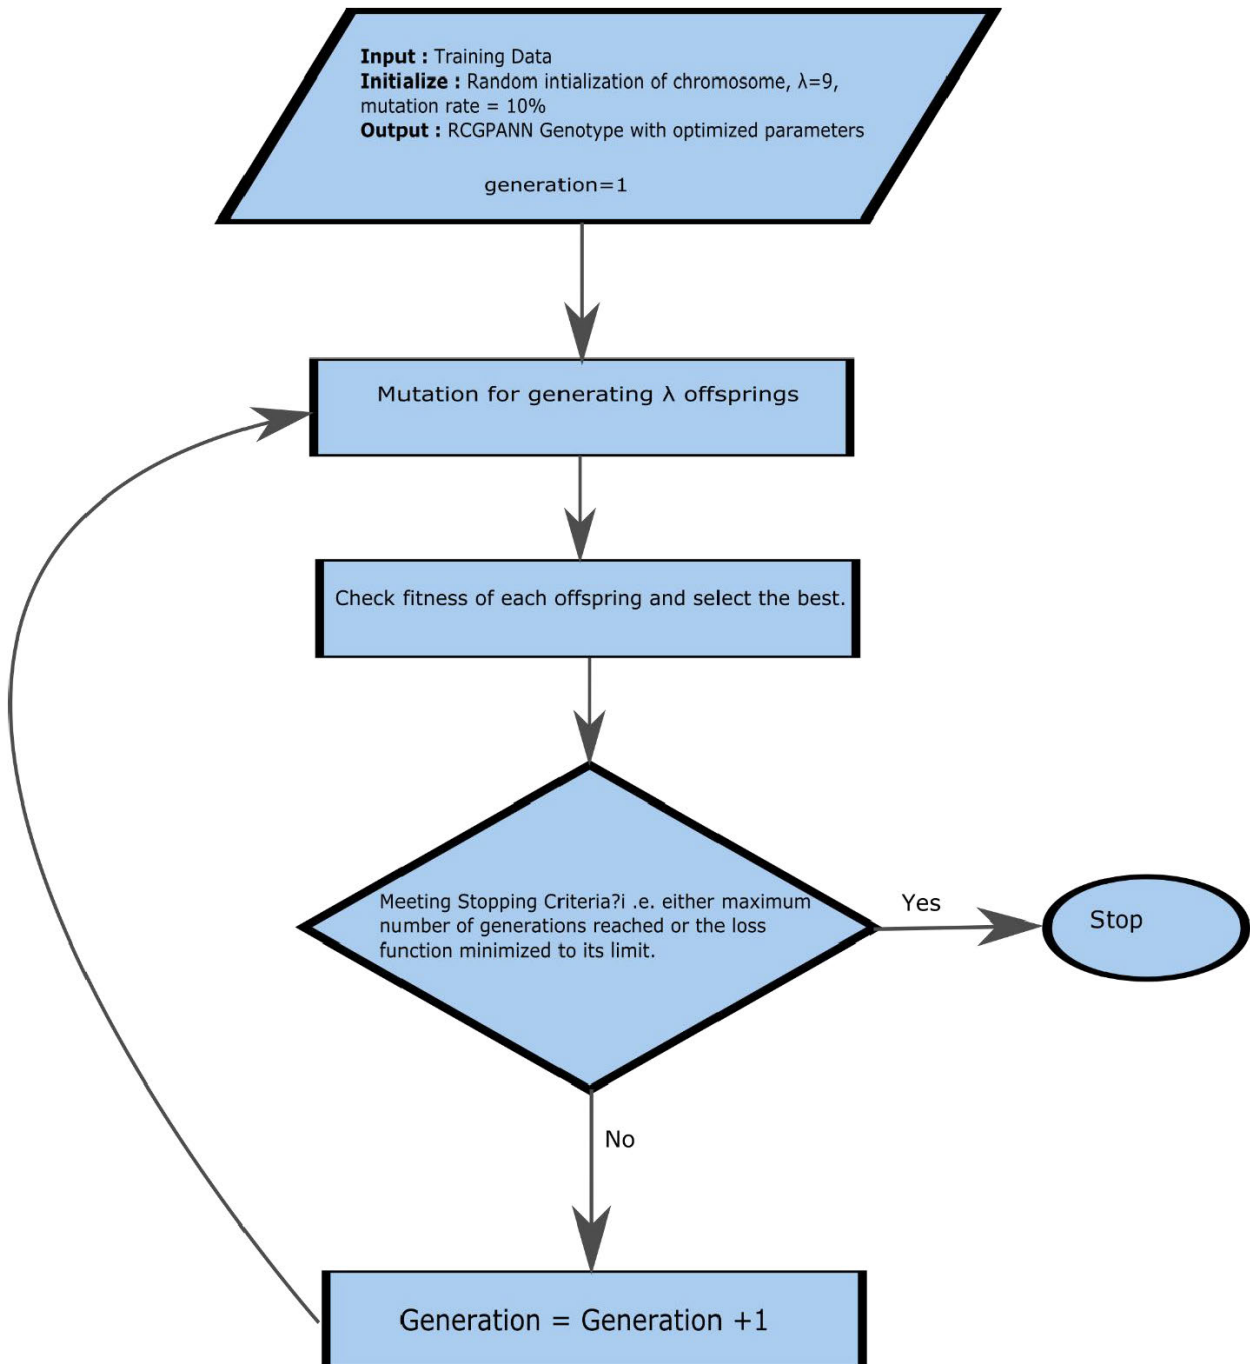 Input : Training Data
Initialize : Random intialization of chromosome, λ=9,
mutation rate = 10%
Output : RCGPANN Genotype with optimized parameters
generation=1
Mutation for generating λ offsprings
Check fitness of each offspring and select the best.
Meeting Stopping Criteria?i .e. either maximum
number of generations reached or the loss
function minimized to its limit.
Yes
Stop
No
Generation = Generation +1